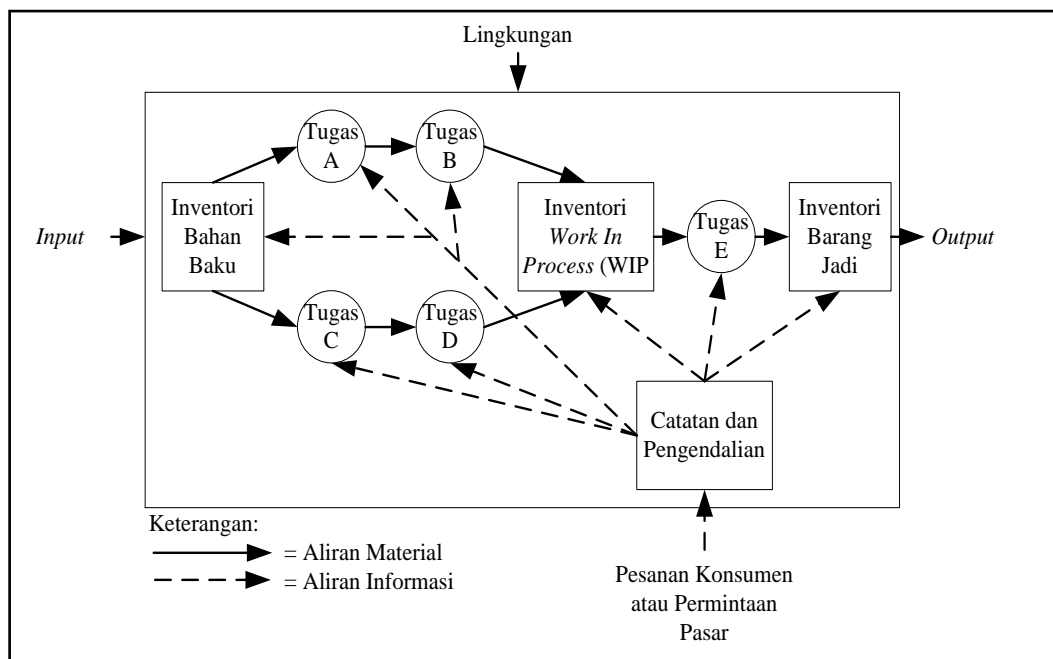 Lingkungan
Tugas
A
Tugas
B
Input
Inventori
Bahan
Baku
Inventori
Work In
Process (WIP
Tugas
E
Inventori
Barang
Jadi
Output
Tugas
C
Tugas
D
Catatan dan
Pengendalian
Keterangan:
= Aliran Material
= Aliran Informasi
Pesanan Konsumen
atau Permintaan
Pasar